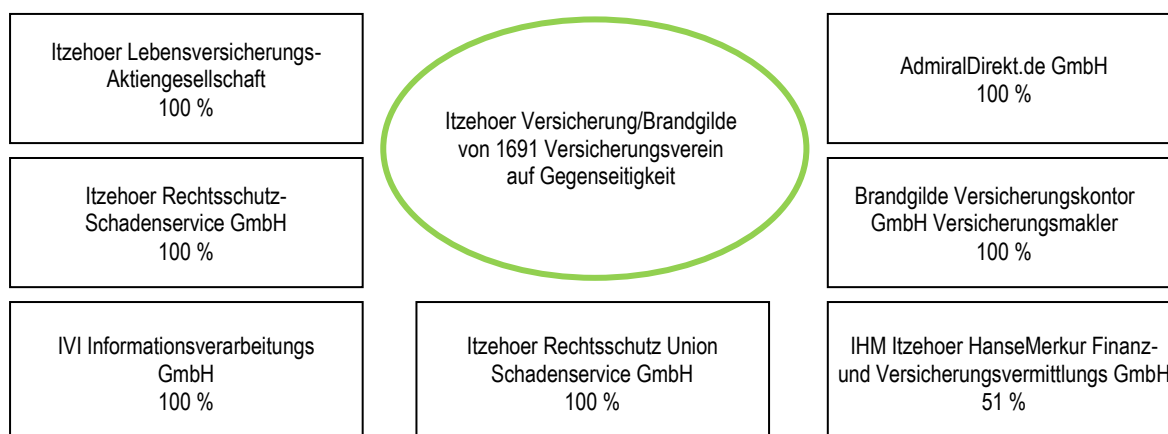 Itzehoer Lebensversicherungs-
Aktiengesellschaft
100 %
Itzehoer Versicherung/Brandgilde
von 1691 Versicherungsverein
auf Gegenseitigkeit
AdmiralDirekt.de GmbH
100 %
Itzehoer Rechtsschutz-
Schadenservice GmbH
100 %
Brandgilde Versicherungskontor
GmbH Versicherungsmakler
100 %
IVI Informationsverarbeitungs
GmbH
100 %
Itzehoer Rechtsschutz Union
Schadenservice GmbH
100 %
IHM Itzehoer HanseMerkur Finanz-
und Versicherungsvermittlungs GmbH
51 %